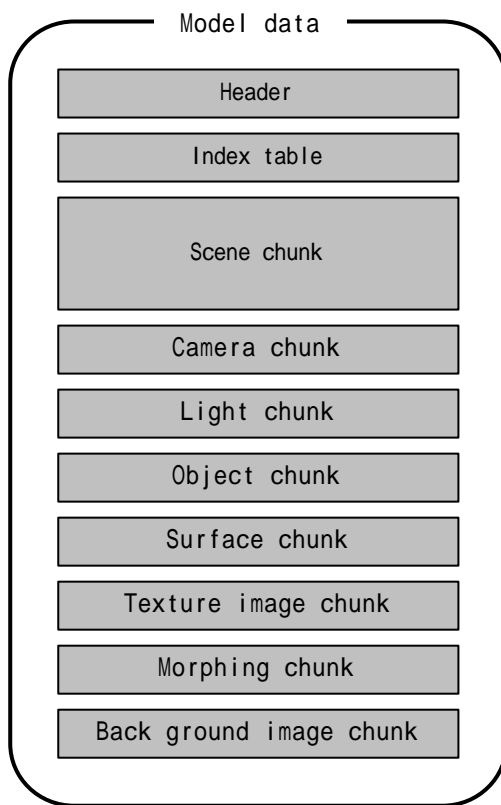 Model data
Header
Index table
Scene chunk
Camera chunk
Light chunk
Object chunk
Surface chunk
Texture image chunk
Morphing chunk
Back ground image chunk